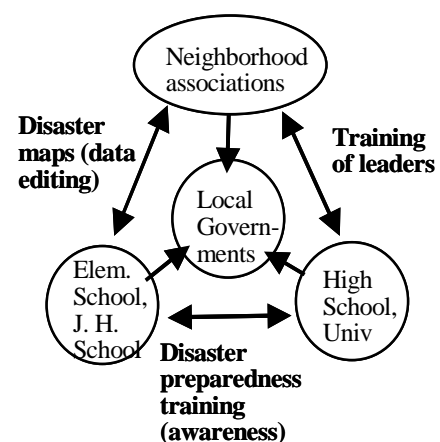 Neighborhood
associations
Disaster
maps (data
editing)
Training
of leaders
Local
Govern-
ments
Elem.
School,
J. H.
School
High
School,
Univ
Disaster
preparedness
training
(awareness)